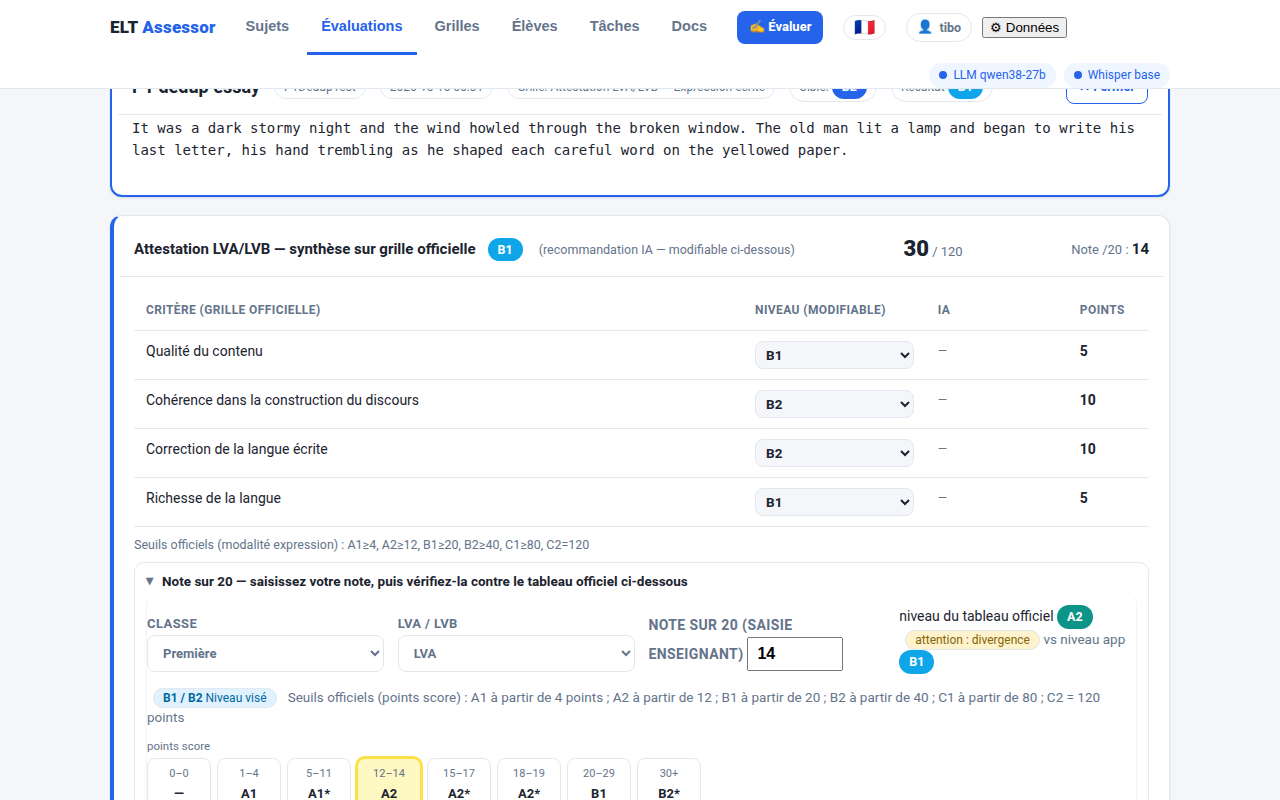 ELT Assessor Sujets Évaluations Grilles Élèves Tâches Docs ✍ Évaluer 🇫🇷 👤 tibo ⚙ Données
LLM qwen38-27b Whisper base
It was a dark stormy night and the wind howled through the broken window. The old man lit a lamp and began to write his
last letter, his hand trembling as he shaped each careful word on the yellowed paper.
Attestation LVA/LVB — synthèse sur grille officielle B1 (recommandation IA — modifiable ci-dessous) 30 / 120 Note /20 : 14
CRITÈRE (GRILLE OFFICIELLE) NIVEAU (MODIFIABLE) IA POINTS
Qualité du contenu B1 — 5
Cohérence dans la construction du discours B2 — 10
Correction de la langue écrite B2 — 10
Richesse de la langue B1 — 5
Seuils officiels (modalité expression) : A1≥4, A2≥12, B1≥20, B2≥40, C1≥80, C2=120
▼ Note sur 20 — saisissez votre note, puis vérifiez-la contre le tableau officiel ci-dessous
CLASSE LVA / LVB NOTE SUR 20 (SAISIE ENSEIGNANT) niveau du tableau officiel A2
Première LVA 14 attention : divergence vs niveau app B1
B1 / B2 Niveau visé Seuils officiels (points score) : A1 à partir de 4 points ; A2 à partir de 12 ; B1 à partir de 20 ; B2 à partir de 40 ; C1 à partir de 80 ; C2 = 120
points
points score
0–0 1–4 5–11 12–14 15–17 18–19 20–29 30+
— A1 A1* A2 A2* A2* B1 B2*